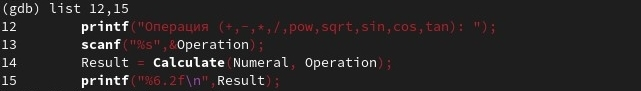 (gdb) list 12,15
12 printf("Операция (+,-,*,/,pow,sqrt,sin,cos,tan): ");
13 scanf("%s",&Operation);
14 Result = Calculate(Numeral, Operation);
15 printf("%6.2f\n",Result);